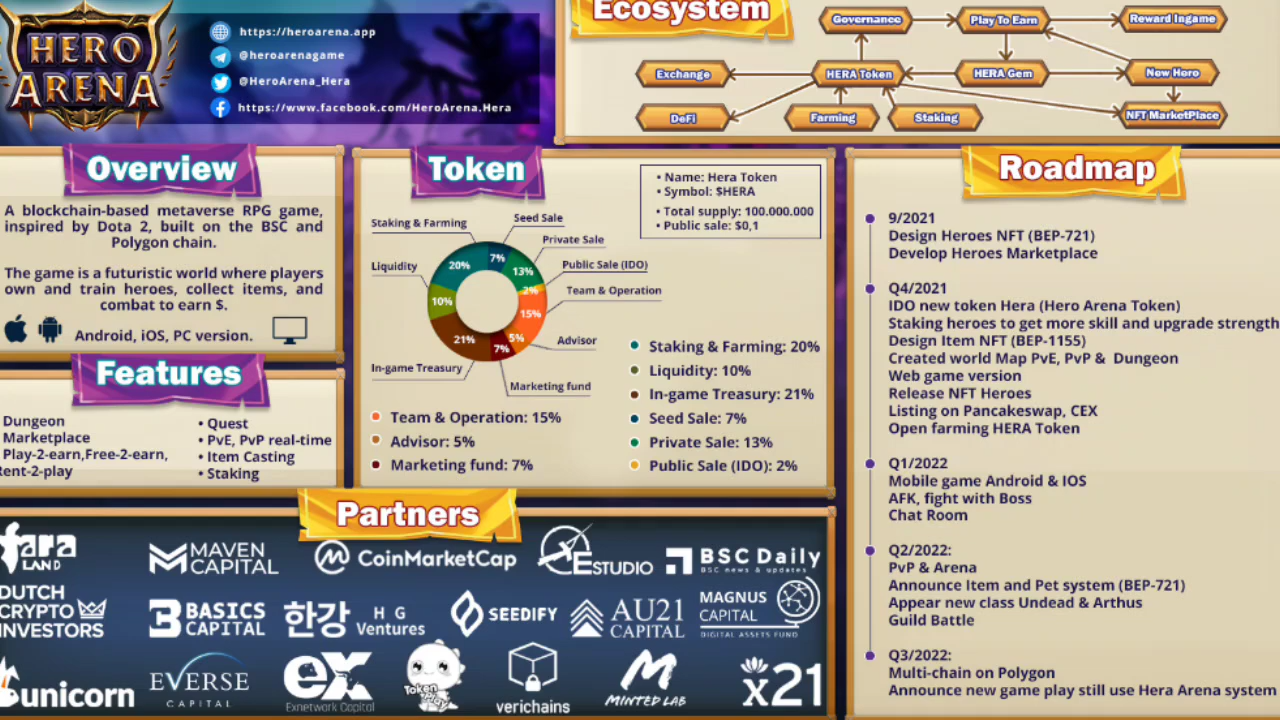 HERO
ARENA
https://heroarena.app
@heroarenagame
@HeroArena_Hera
https://www.facebook.com/HeroArena.Hera
Ecosystem
Governance
Play To Earn
Reward Ingame
Exchange
HERA Token
HERA Gem
New Hero
DeFi
Farming
Staking
NFT MarketPlace
Overview
A blockchain-based metaverse RPG game,
inspired by Dota 2, built on the BSC and
Polygon chain.
The game is a futuristic world where players
own and train heroes, collect items, and
combat to earn $.
Android, iOS, PC version.
Features
Dungeon
Marketplace
Play-2-earn,Free-2-earn,
Rent-2-play
• Quest
• PvE, PvP real-time
• Item Casting
• Staking
Token
• Name: Hera Token
• Symbol: $HERA
• Total supply: 100.000.000
• Public sale: $0,1
Staking & Farming
Seed Sale
Private Sale
Public Sale (IDO)
Team & Operation
Liquidity
Advisor
In-game Treasury
Marketing fund
20%
7%
13%
2%
15%
5%
7%
21%
10%
Team & Operation: 15%
Advisor: 5%
Marketing fund: 7%
Staking & Farming: 20%
Liquidity: 10%
In-game Treasury: 21%
Seed Sale: 7%
Private Sale: 13%
Public Sale (IDO): 2%
Roadmap
9/2021
Design Heroes NFT (BEP-721)
Develop Heroes Marketplace
Q4/2021
IDO new token Hera (Hero Arena Token)
Staking heroes to get more skill and upgrade strength
Design Item NFT (BEP-1155)
Created world Map PvE, PvP & Dungeon
Web game version
Release NFT Heroes
Listing on Pancakeswap, CEX
Open farming HERA Token
Q1/2022
Mobile game Android & IOS
AFK, fight with Boss
Chat Room
Q2/2022:
PvP & Arena
Announce Item and Pet system (BEP-721)
Appear new class Undead & Arthus
Guild Battle
Q3/2022:
Multi-chain on Polygon
Announce new game play still use Hera Arena system
Partners
fara
LAND
MAVEN
CAPITAL
CoinMarketCap
ESTUDIO
BSC Daily
BSC news & updates
DUTCH
CRYPTO
INVESTORS
3 BASICS
CAPITAL
한강 H G
Ventures
SEEDIFY
AU21
CAPITAL
MAGNUS
CAPITAL
DIGITAL ASSETS FUND
unicorn
EVERSE
CAPITAL
ex
Exnetwork Capital
Token
verichains
MINTED LAB
x21